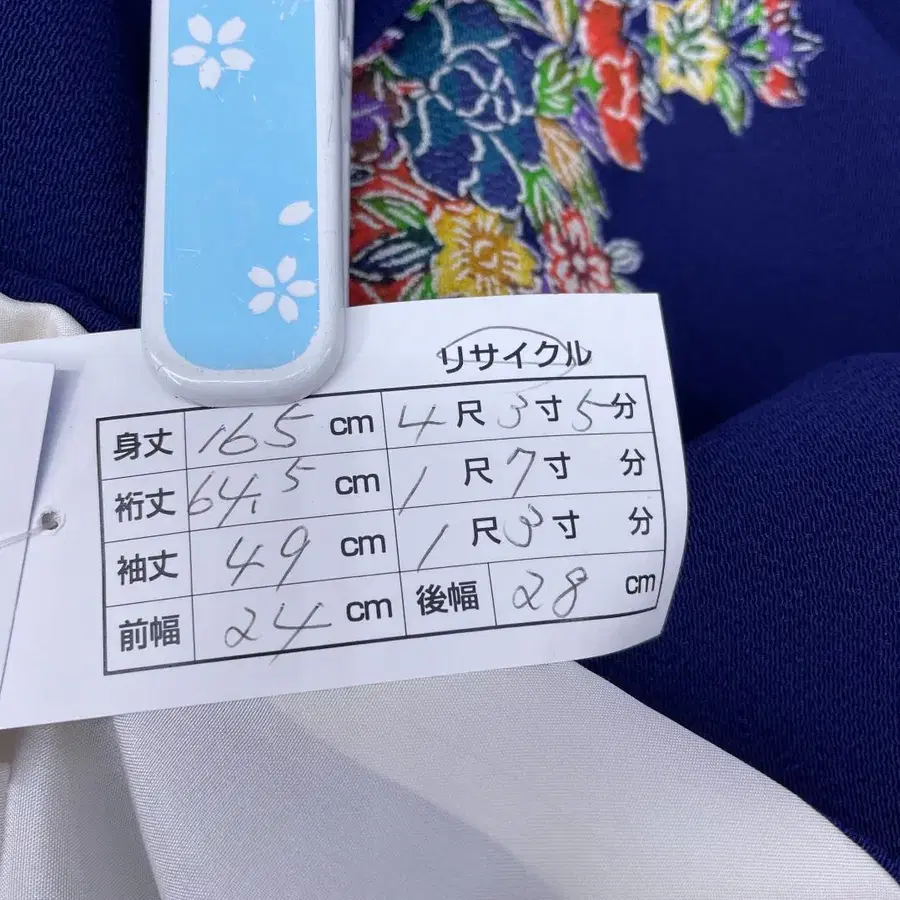 リサイクル
身丈 165 cm 4尺3寸5分
裄丈 64.5 cm 1尺7寸 分
袖丈 49 cm 1尺3寸 分
前幅 24 cm 後幅 28 cm